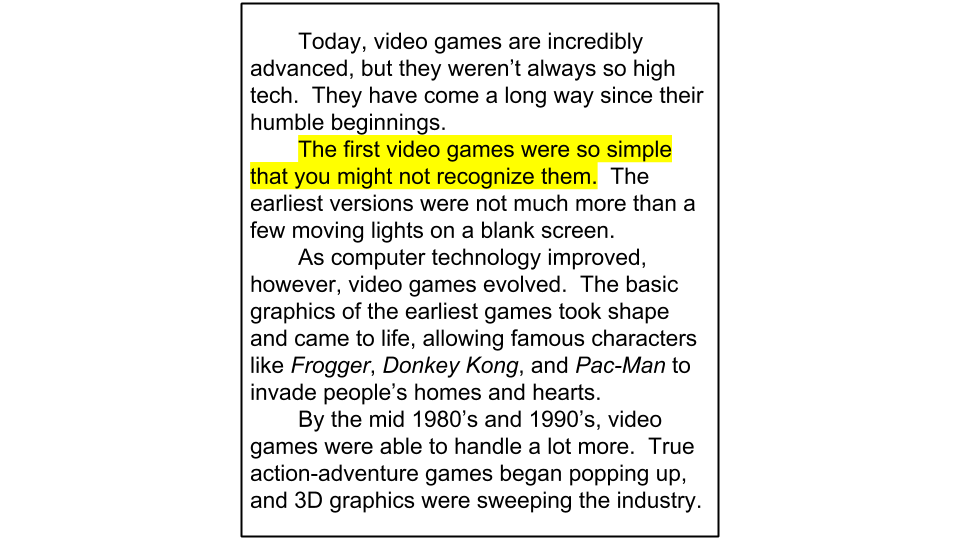 Today, video games are incredibly
advanced, but they weren’t always so high
tech.  They have come a long way since their
humble beginnings.
The first video games were so simple
that you might not recognize them.  The
earliest versions were not much more than a
few moving lights on a blank screen.
As computer technology improved,
however, video games evolved.  The basic
graphics of the earliest games took shape
and came to life, allowing famous characters
like Frogger, Donkey Kong, and Pac-Man to
invade people’s homes and hearts.
By the mid 1980’s and 1990’s, video
games were able to handle a lot more.  True
action-adventure games began popping up,
and 3D graphics were sweeping the industry.